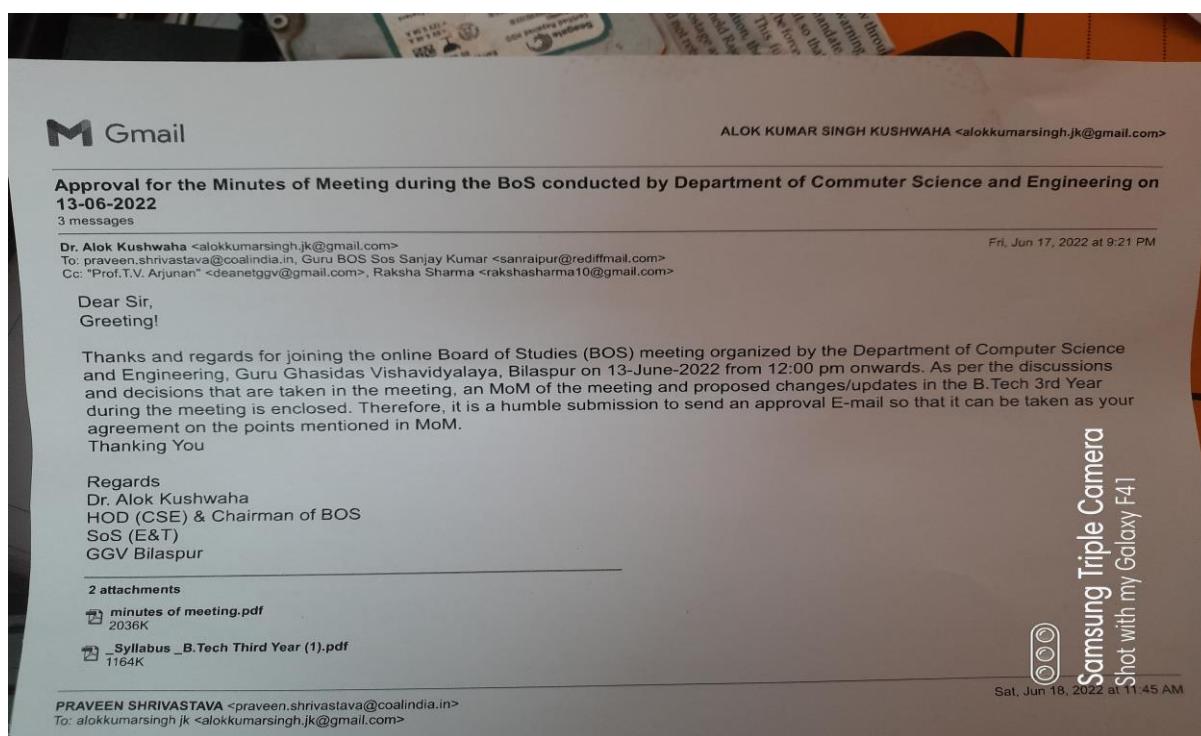 Gmail
ALOK KUMAR SINGH KUSHWAHA <alokkumarsingh.jk@gmail.com>
Approval for the Minutes of Meeting during the BoS conducted by Department of Commuter Science and Engineering on
13-06-2022
3 messages
Dr. Alok Kushwaha <alokkumarsingh.jk@gmail.com>
Fri, Jun 17, 2022 at 9:21 PM
To: praveen.shrivastava@coalindia.in, Guru BOS Sos Sanjay Kumar <sanraipur@rediffmail.com>
Cc: "Prof.T.V. Arjunan" <deanetggv@gmail.com>, Raksha Sharma <rakshasharma10@gmail.com>
Dear Sir,
Greeting!
Thanks and regards for joining the online Board of Studies (BOS) meeting organized by the Department of Computer Science
and Engineering, Guru Ghasidas Vishavidyalaya, Bilaspur on 13-June-2022 from 12:00 pm onwards. As per the discussions
and decisions that are taken in the meeting, an MoM of the meeting and proposed changes/updates in the B.Tech 3rd Year
during the meeting is enclosed. Therefore, it is a humble submission to send an approval E-mail so that it can be taken as your
agreement on the points mentioned in MoM.
Thanking You
Regards
Dr. Alok Kushwaha
HOD (CSE) & Chairman of BOS
SoS (E&T)
GGV Bilaspur
2 attachments
minutes of meeting.pdf
2036K
_Syllabus _B.Tech Third Year (1).pdf
1164K
PRAVEEN SHRIVASTAVA <praveen.shrivastava@coalindia.in>
Sat, Jun 18, 2022 at 11:45 AM
To: alokkumarsingh jk <alokkumarsingh.jk@gmail.com>
Samsung Triple Camera
Shot with my Galaxy F41
Seagate